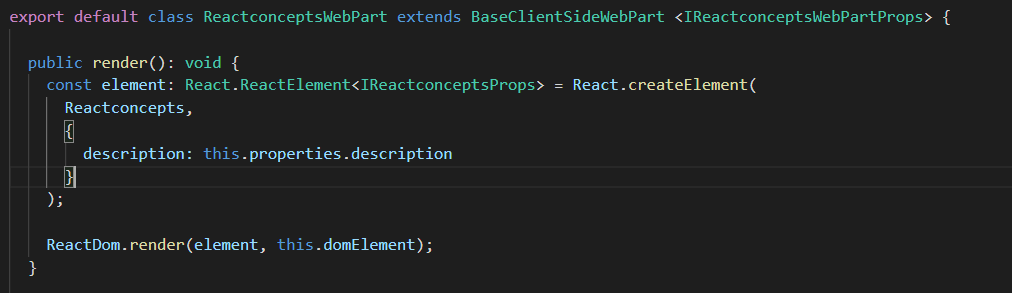 export default class ReactconceptsWebPart extends BaseClientSideWebPart <IReactconceptsWebPartProps> {
public render(): void {
const element: React.ReactElement<IReactconceptsProps> = React.createElement(
Reactconcepts,
{
description: this.properties.description
}
);
ReactDom.render(element, this.domElement);
}